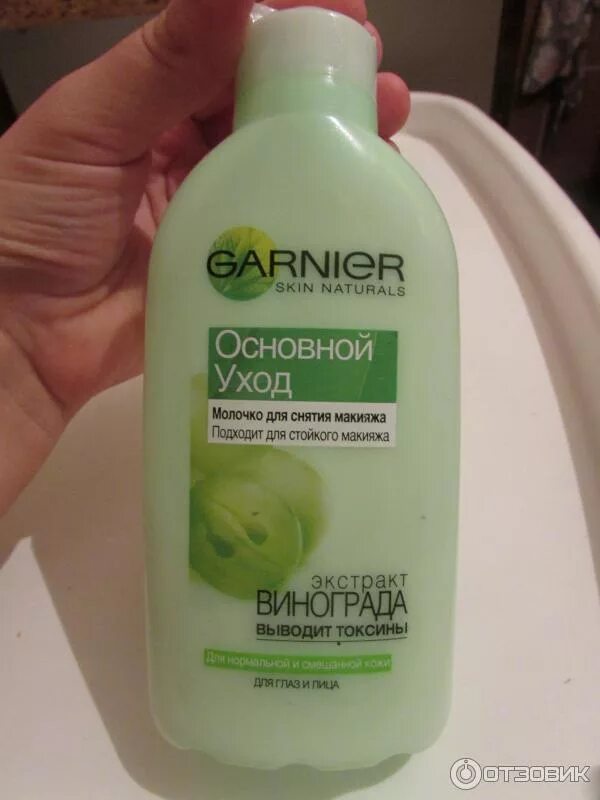 GARNIER
SKIN NATURALS
Основной
Уход
Молочко для снятия макияжа
Подходит для стойкого макияжа
экстракт
ВИНОГРАДА
ВЫВОДИТ ТОКСИНЫ
Для нормальной и смешанной кожи
ДЛЯ ГЛАЗ И ЛИЦА
ОТЗОВИК